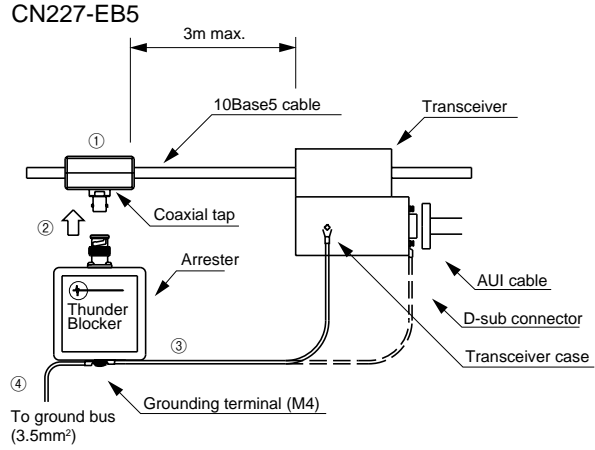 CN227-EB5
3m max.
10Base5 cable
Transceiver
①
Coaxial tap
②
Arrester
Thunder
Blocker
AUI cable
D-sub connector
③
Transceiver case
④
Grounding terminal (M4)
To ground bus
(3.5mm²)